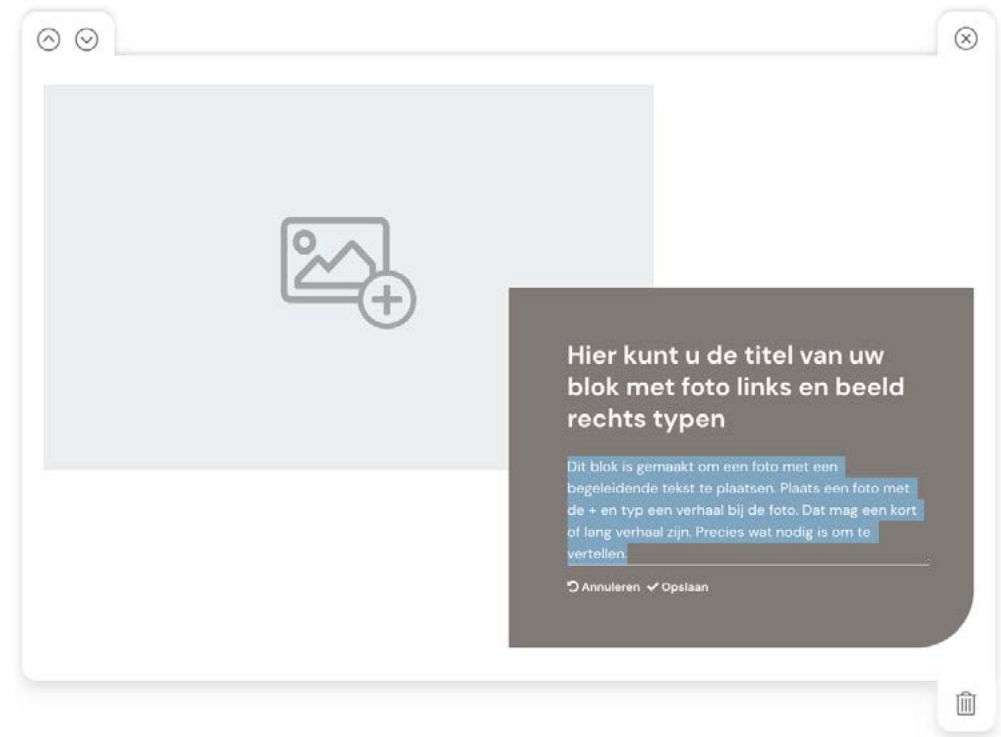 Hier kunt u de titel van uw
blok met foto links en beeld
rechts typen
Dit blok is gemaakt om een foto met een
begeleidende tekst te plaatsen. Plaats een foto met
de + en typ een verhaal bij de foto. Dat mag een kort
of lang verhaal zijn. Precies wat nodig is om te
vertellen.
Annuleren Opslaan